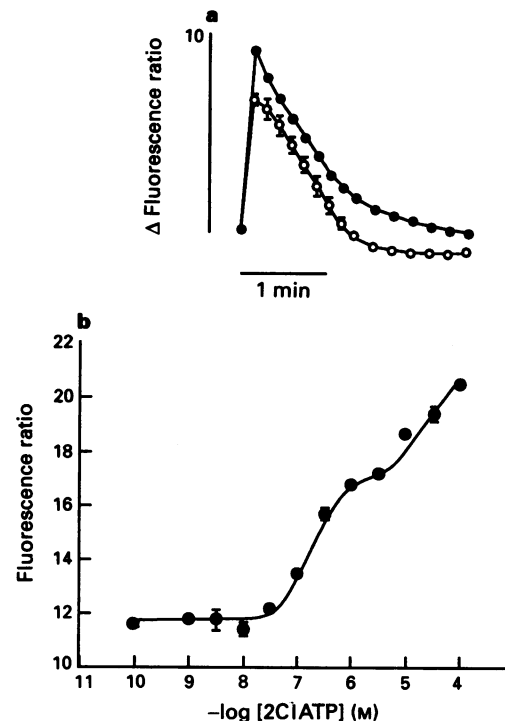 a
10
Δ Fluorescence ratio
1 min
b
22
20
18
16
14
12
10
Fluorescence ratio
11 10 9 8 7 6 5 4
−log [2ClATP] (M)